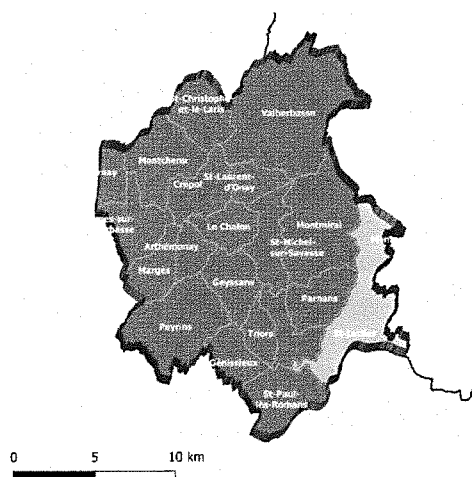 St-Christophe
et-le-Laris
Valherbasse
Montchenu
St-Laurent-
d'Onay
Crépol
Le Chalon
Montmiral
St-Michel-
sur-Savasse
Arthémonay
Margès
Geyssans
Parnans
Peyrins
Triors
Génissieux
St-Paul-
lès-Romans
0 5 10 km